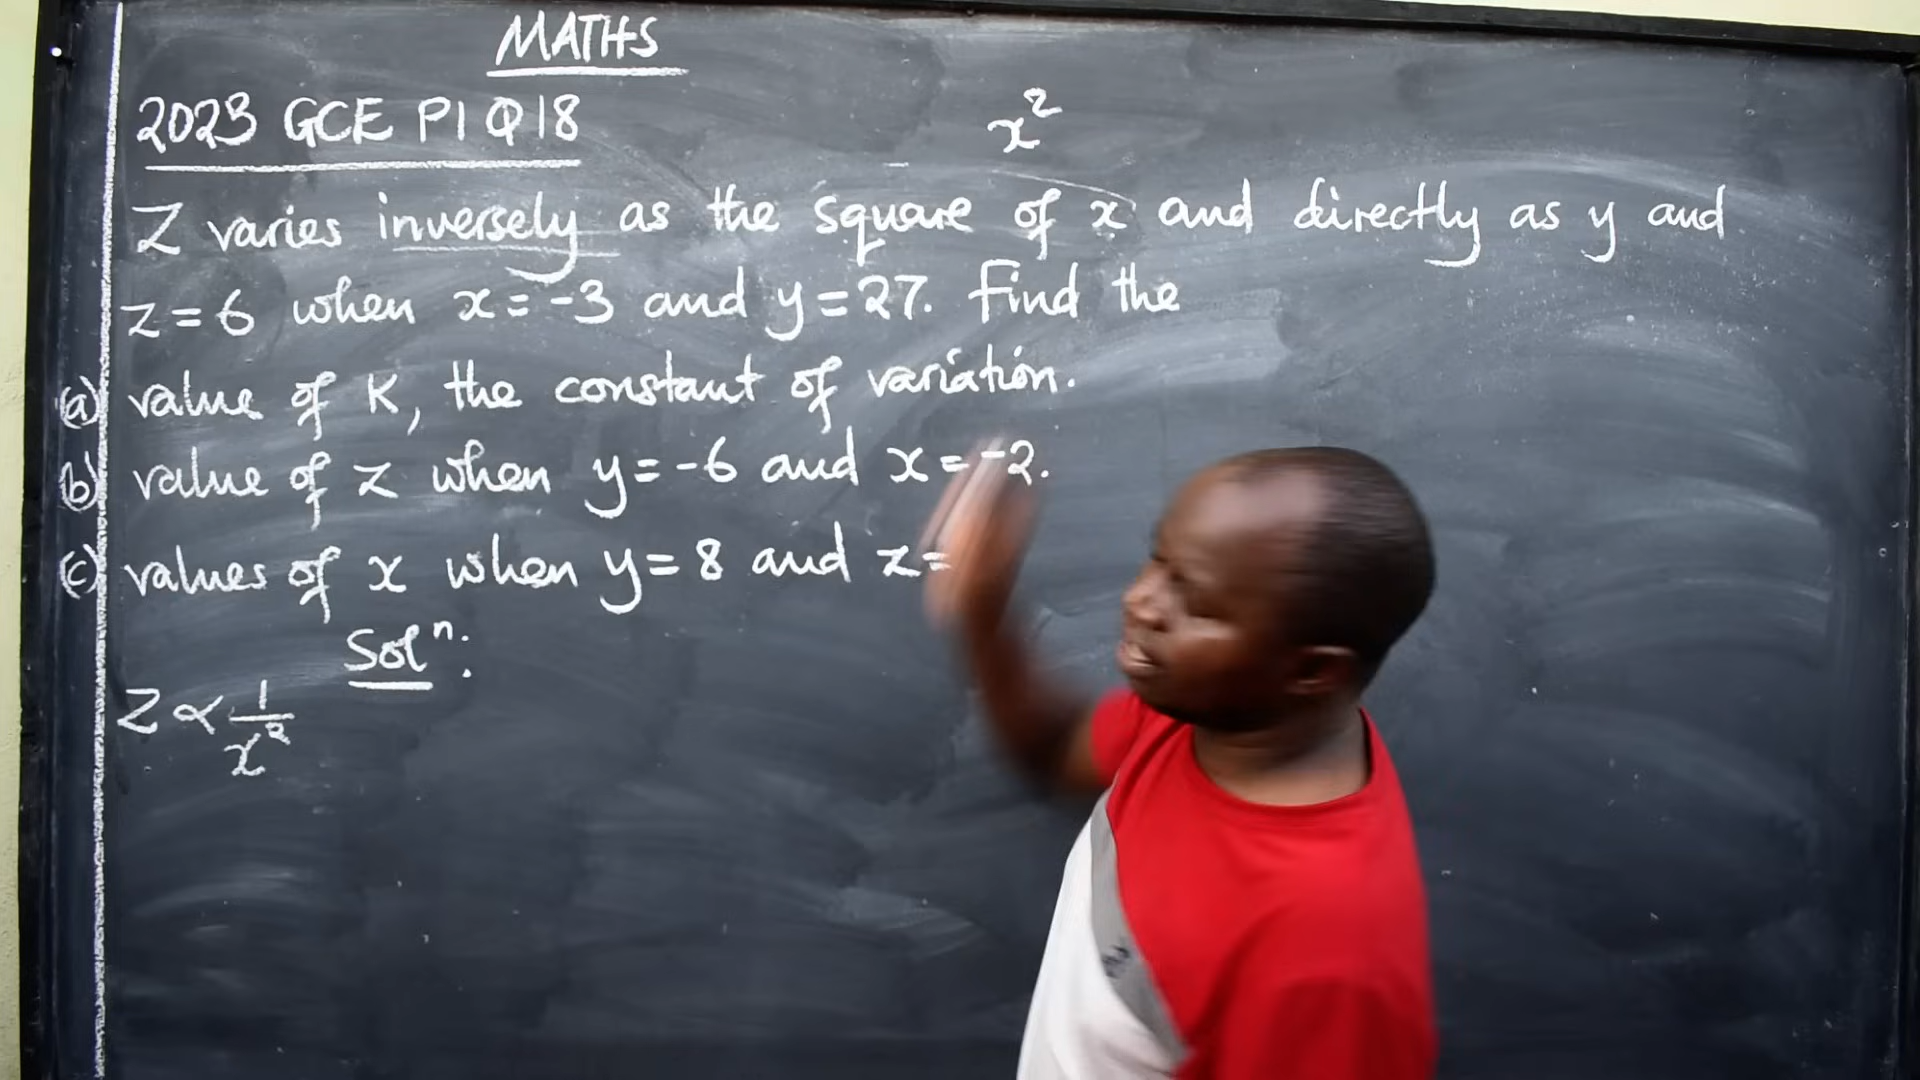 MATHS
2023 GCE P1 Q18
x²
Z varies inversely as the square of x and directly as y and
z=6 when x=-3 and y=27. Find the
(a) value of K, the constant of variation.
(b) value of z when y=-6 and x=-2.
(c) values of x when y=8 and z=
Solⁿ:
Z ∝ 1/x²